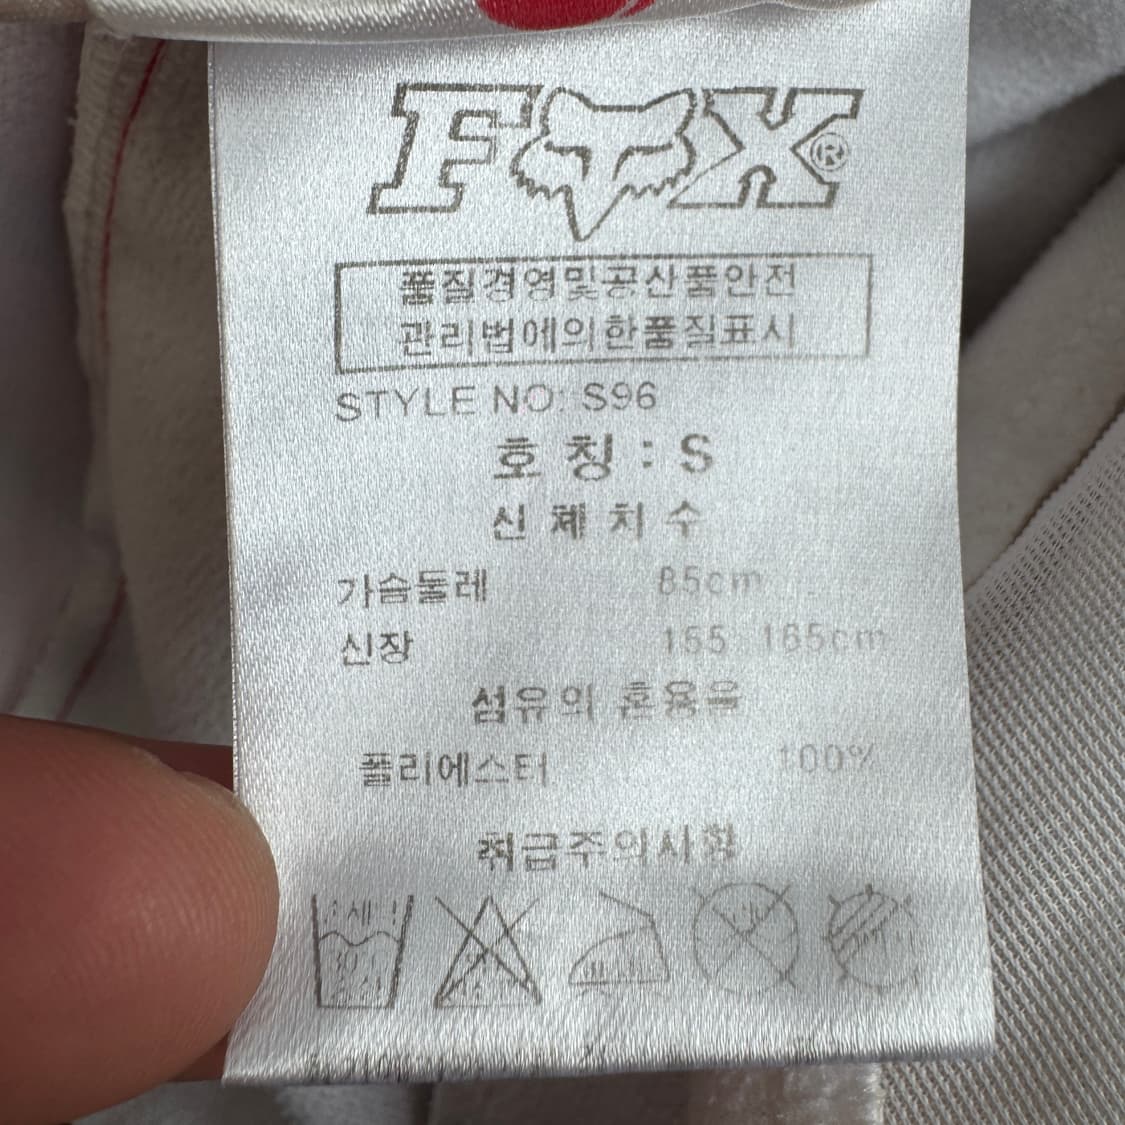 FOX®
품질경영및공산품안전
관리법에의한품질표시
STYLE NO: S96
호 칭 : S
신 체 치 수
가슴둘레 85cm
신장 155 165cm
섬유의 혼용율
폴리에스터 100%
취급주의사항